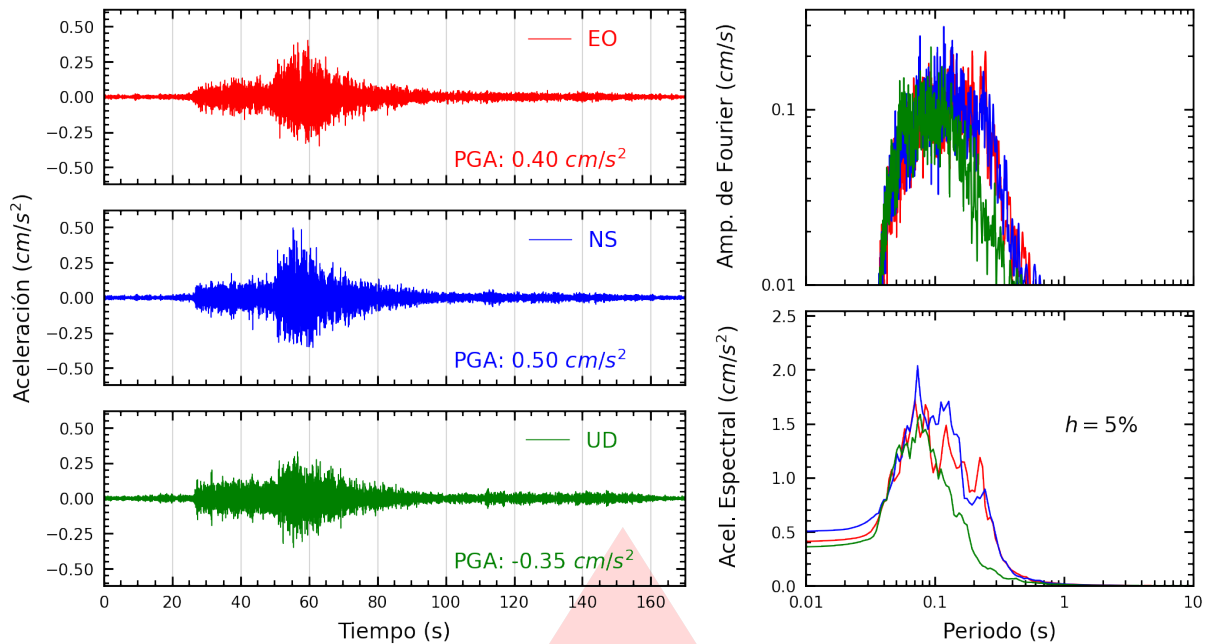 Aceleración (cm/s²)
0.50
0.25
0.00
−0.25
−0.50
EO
PGA: 0.40 cm/s²
0.50
0.25
0.00
−0.25
−0.50
NS
PGA: 0.50 cm/s²
0.50
0.25
0.00
−0.25
−0.50
UD
PGA: -0.35 cm/s²
0 20 40 60 80 100 120 140 160
Tiempo (s)
Amp. de Fourier (cm/s)
0.1
0.01
Acel. Espectral (cm/s²)
2.5
2.0
1.5
1.0
0.5
0.0
h = 5%
0.01 0.1 1 10
Periodo (s)